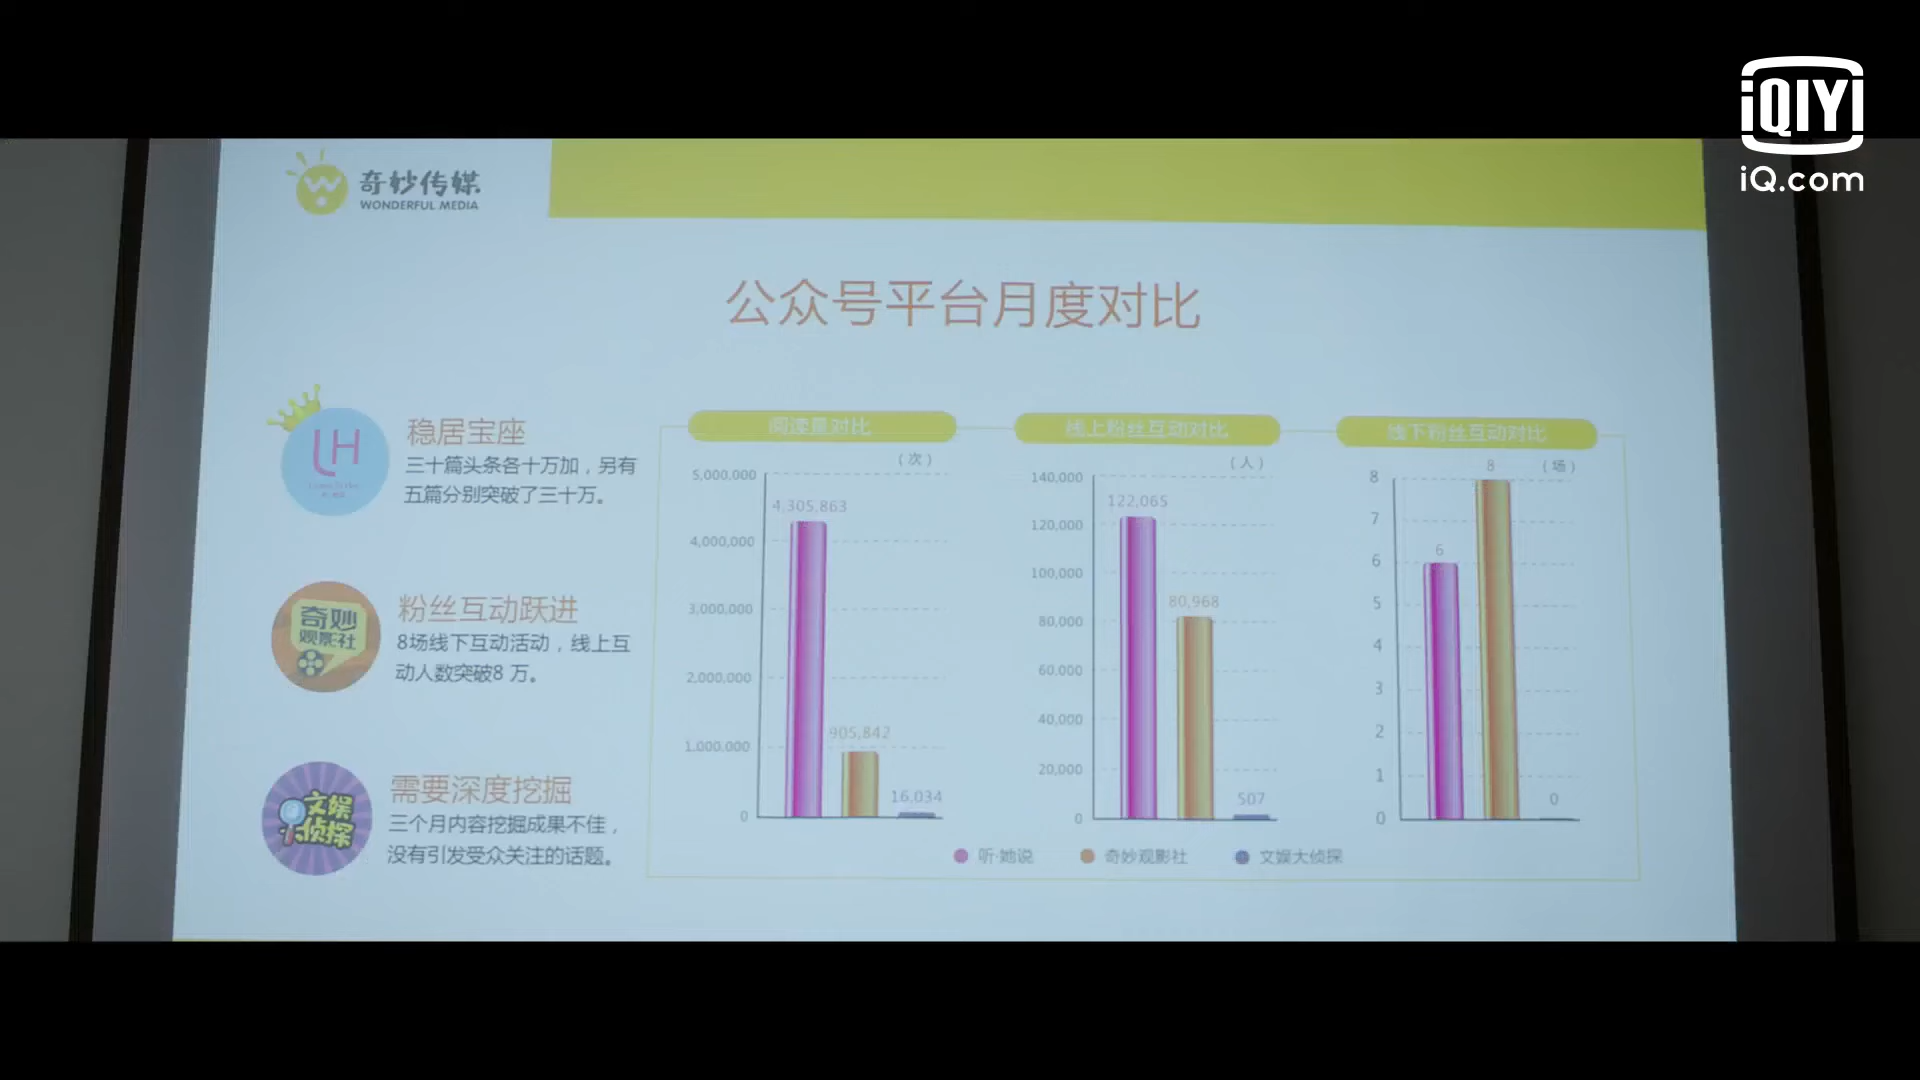 iQIYI
iQ.com
奇妙传媒
WONDERFUL MEDIA
公众号平台月度对比
LH
稳居宝座
三十篇头条各十万加，另有
五篇分别突破了三十万。
奇妙
观影社
粉丝互动跃进
8场线下互动活动，线上互
动人数突破8 万。
文娱
侦探
需要深度挖掘
三个月内容挖掘成果不佳，
没有引发受众关注的话题。
阅读量对比
（次）
5,000,000
4,305,863
4,000,000
3,000,000
2,000,000
905,842
1,000,000
16,034
0
线上粉丝互动对比
（人）
140,000
122,065
120,000
100,000
80,968
80,000
60,000
40,000
20,000
507
0
线下粉丝互动对比
（场）
8
8
7
6
6
5
4
3
2
1
0
0
听·她说
奇妙观影社
文娱大侦探